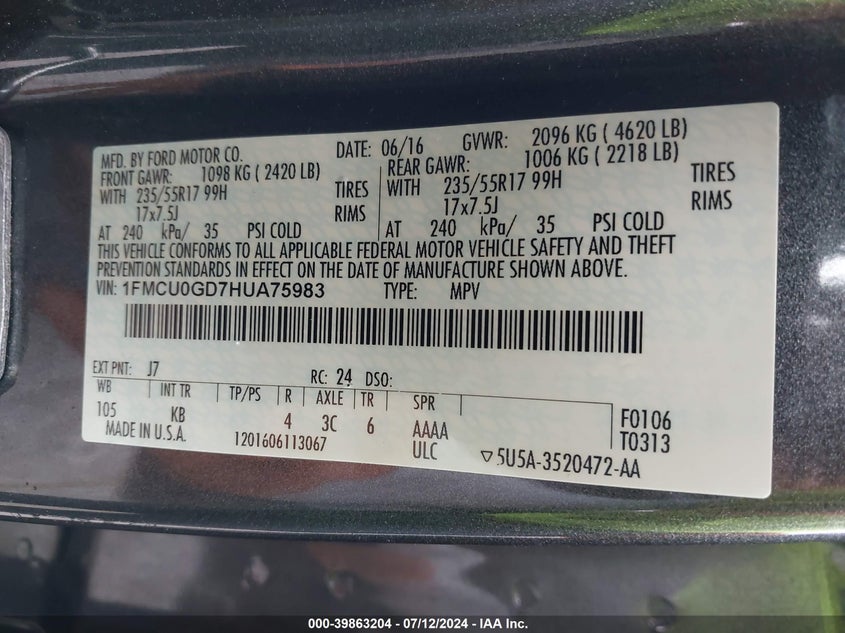 MFD. BY FORD MOTOR CO. DATE: 06/16 GVWR: 2096 KG ( 4620 LB)
FRONT GAWR: 1098 KG ( 2420 LB) REAR GAWR: 1006 KG ( 2218 LB)
WITH 235/55R17 99H TIRES WITH 235/55R17 99H TIRES
17x7.5J RIMS 17x7.5J RIMS
AT 240 kPa/ 35 PSI COLD AT 240 kPa/ 35 PSI COLD
THIS VEHICLE CONFORMS TO ALL APPLICABLE FEDERAL MOTOR VEHICLE SAFETY AND THEFT
PREVENTION STANDARDS IN EFFECT ON THE DATE OF MANUFACTURE SHOWN ABOVE.
VIN: 1FMCU0GD7HUA75983 TYPE: MPV
EXT PNT: J7 RC: 24 DSO:
WB INT TR TP/PS R AXLE TR SPR
105 KB 4 3C 6 AAAA F0106
MADE IN U.S.A. 1201606113067 ULC T0313
▽5U5A-3520472-AA
000-39863204 - 07/12/2024 - IAA Inc.